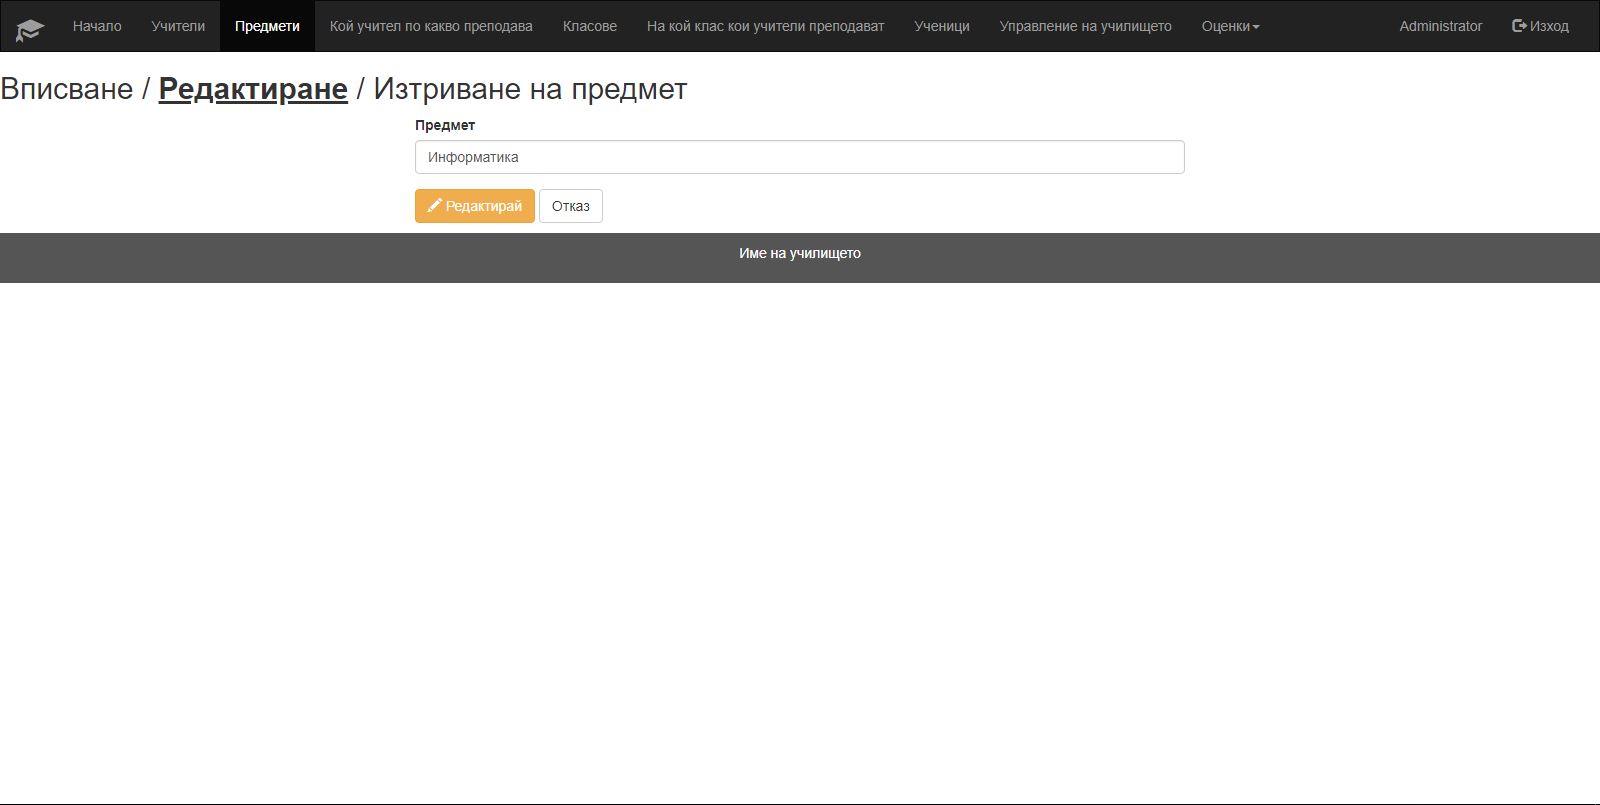 Начало Учители Предмети Кой учител по какво преподава Класове На кой клас кои учители преподават Ученици Управление на училището Оценки Administrator Изход
Вписване / Редактиране / Изтриване на предмет
Предмет
Информатика
Редактирай Отказ
Име на училището